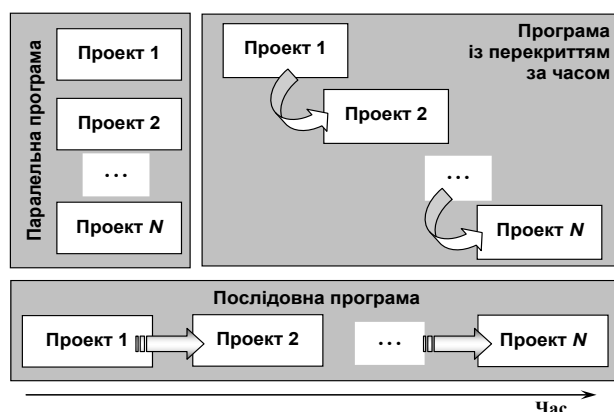 Паралельна програма
Проект 1
Проект 2
...
Проект N
Програма
із перекриттям
за часом
Проект 1
Проект 2
...
Проект N
Послідовна програма
Проект 1
Проект 2
...
Проект N
Час